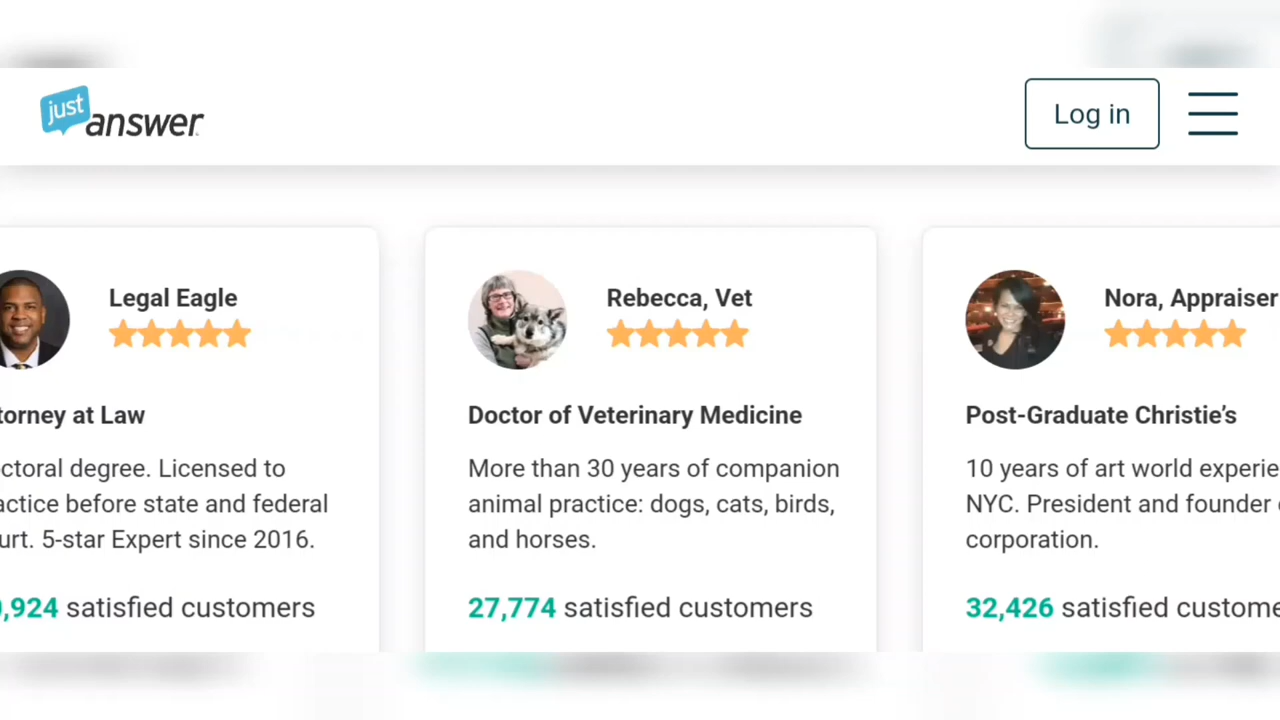 just
answer
Log in
Legal Eagle
torney at Law
ctoral degree. Licensed to
actice before state and federal
urt. 5-star Expert since 2016.
,924 satisfied customers
Rebecca, Vet
Doctor of Veterinary Medicine
More than 30 years of companion
animal practice: dogs, cats, birds,
and horses.
27,774 satisfied customers
Nora, Appraiser
Post-Graduate Christie’s
10 years of art world experie
NYC. President and founder
corporation.
32,426 satisfied custome